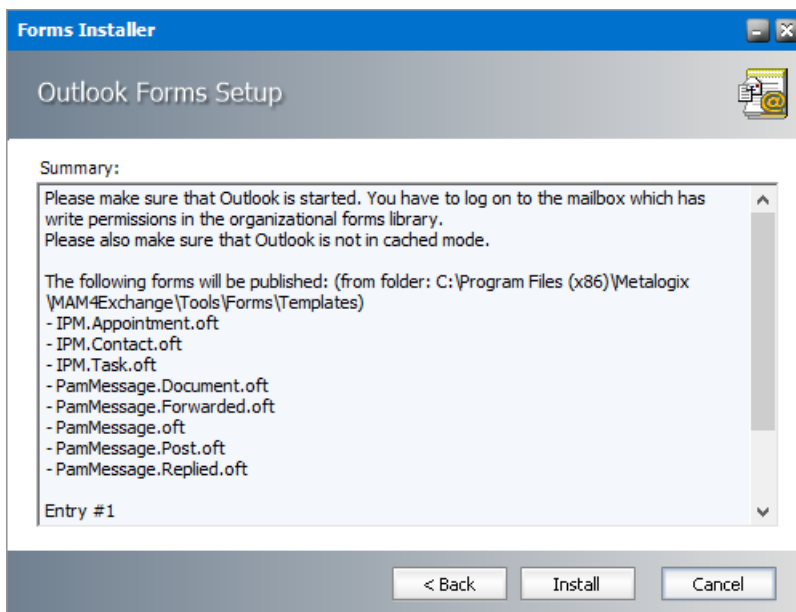 Forms Installer
Outlook Forms Setup
Summary:
Please make sure that Outlook is started. You have to log on to the mailbox which has
write permissions in the organizational forms library.
Please also make sure that Outlook is not in cached mode.
The following forms will be published: (from folder: C:\Program Files (x86)\Metalogix
\MAM4Exchange\Tools\Forms\Templates)
- IPM.Appointment.oft
- IPM.Contact.oft
- IPM.Task.oft
- PamMessage.Document.oft
- PamMessage.Forwarded.oft
- PamMessage.oft
- PamMessage.Post.oft
- PamMessage.Replied.oft
Entry #1
< Back
Install
Cancel